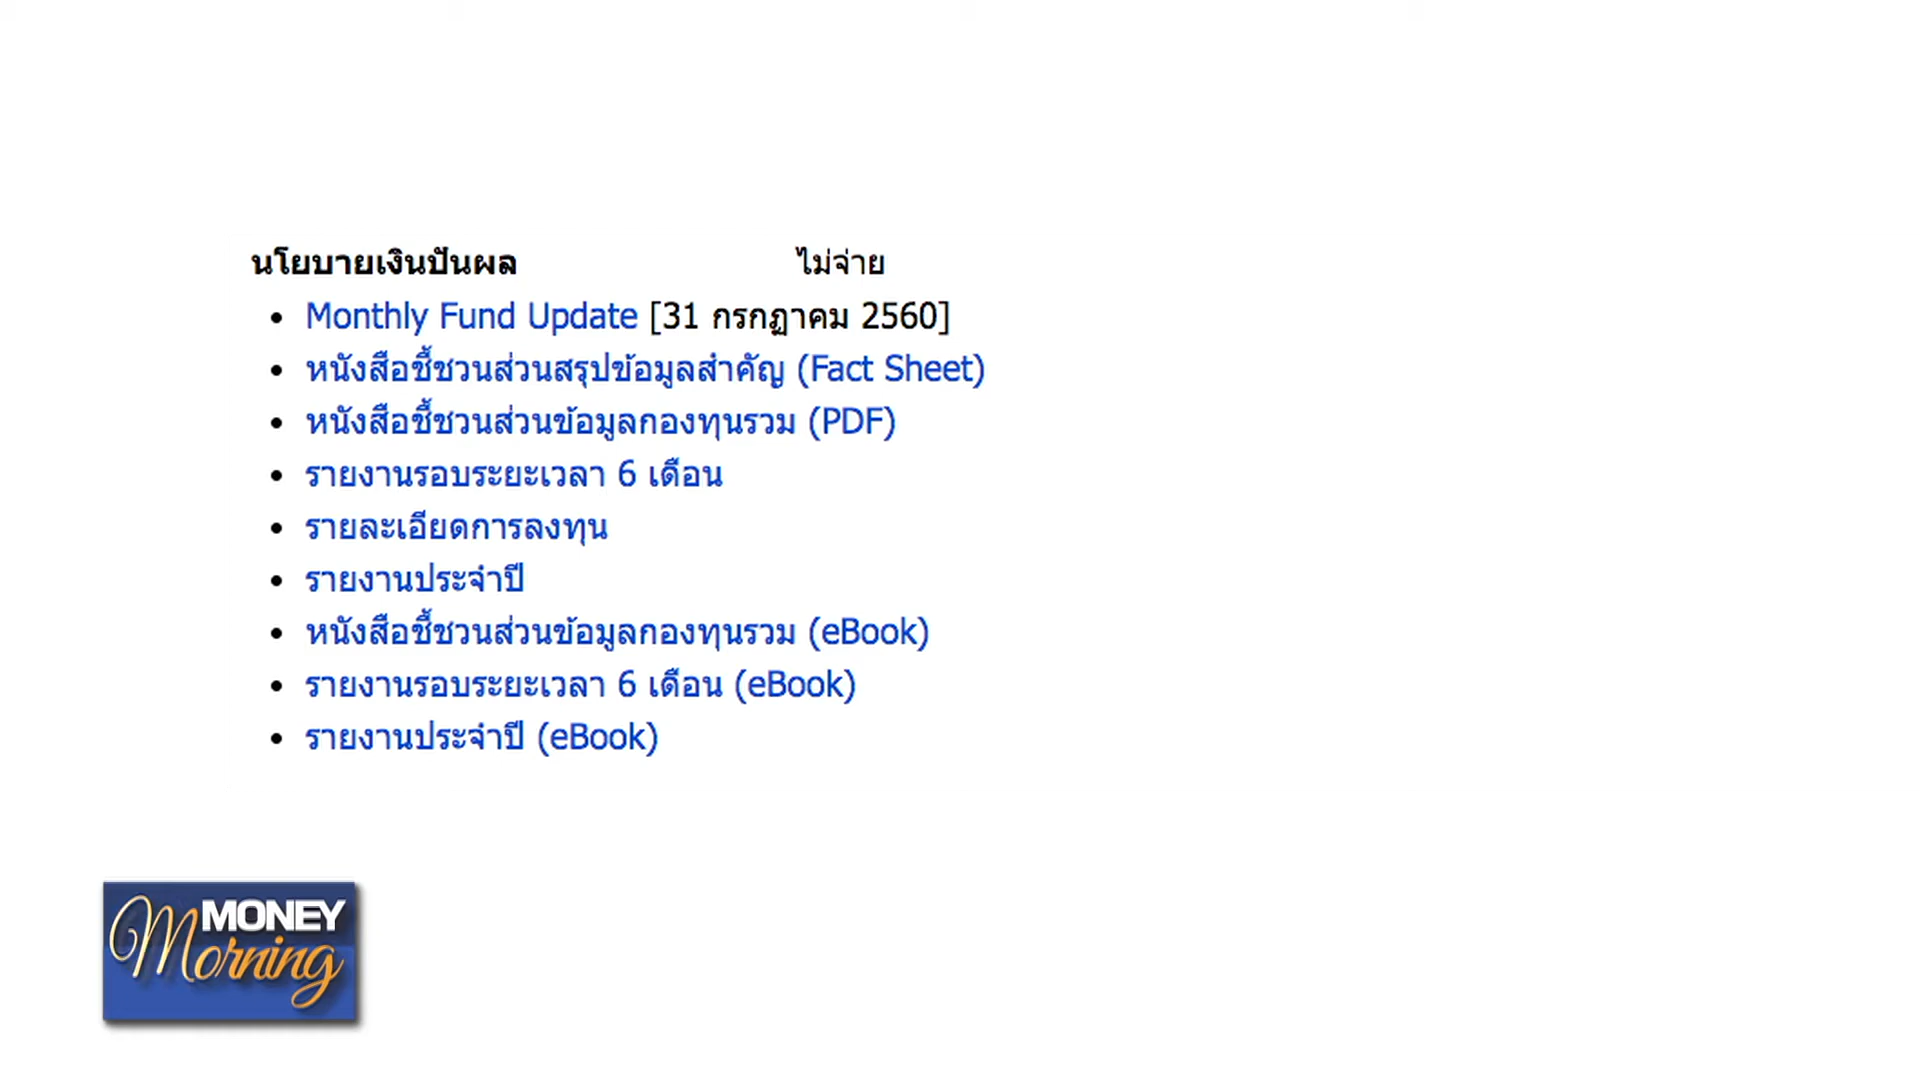 นโยบายเงินปันผล ไม่จ่าย
• Monthly Fund Update [31 กรกฎาคม 2560]
• หนังสือชี้ชวนส่วนสรุปข้อมูลสำคัญ (Fact Sheet)
• หนังสือชี้ชวนส่วนข้อมูลกองทุนรวม (PDF)
• รายงานรอบระยะเวลา 6 เดือน
• รายละเอียดการลงทุน
• รายงานประจำปี
• หนังสือชี้ชวนส่วนข้อมูลกองทุนรวม (eBook)
• รายงานรอบระยะเวลา 6 เดือน (eBook)
• รายงานประจำปี (eBook)
MONEY
Morning